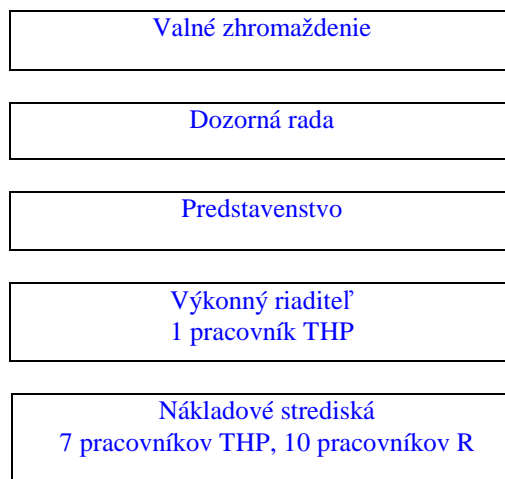 Valné zhromaždenie
Dozorná rada
Predstavenstvo
Výkonný riaditeľ
1 pracovník THP
Nákladové strediská
7 pracovníkov THP, 10 pracovníkov R